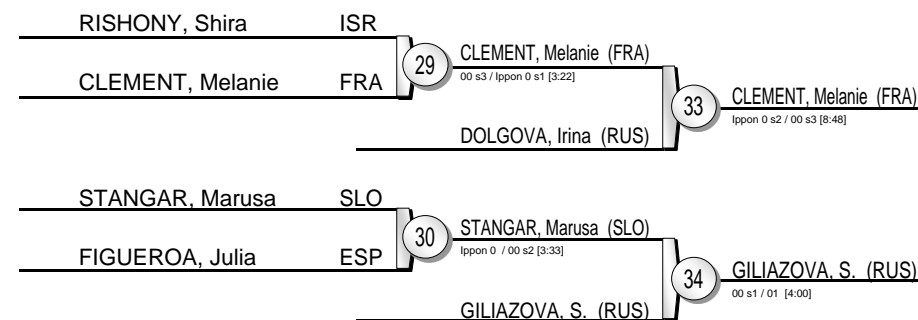 RISHONY, Shira ISR
CLEMENT, Melanie FRA
29
CLEMENT, Melanie (FRA)
00 s3 / Ippon 0 s1 [3:22]
DOLGOVA, Irina (RUS)
33
CLEMENT, Melanie (FRA)
Ippon 0 s2 / 00 s3 [8:48]
STANGAR, Marusa SLO
FIGUEROA, Julia ESP
30
STANGAR, Marusa (SLO)
Ippon 0 / 00 s2 [3:33]
GILIAZOVA, S. (RUS)
34
GILIAZOVA, S. (RUS)
00 s1 / 01 [4:00]